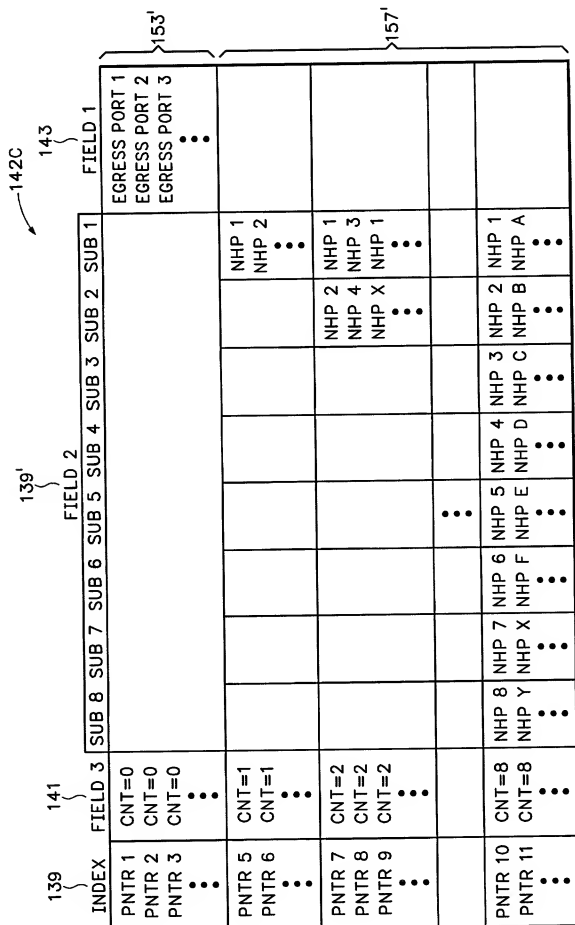 142C
139 141 139' 143
FIELD 2
INDEX FIELD 3 SUB 8 SUB 7 SUB 6 SUB 5 SUB 4 SUB 3 SUB 2 SUB 1 FIELD 1
PNTR 1 CNT=0 EGRESS PORT 1
PNTR 2 CNT=0 EGRESS PORT 2
PNTR 3 CNT=0 EGRESS PORT 3
153'
PNTR 5 CNT=1 NHP 1
PNTR 6 CNT=1 NHP 2
PNTR 7 CNT=2 NHP 2 NHP 1
PNTR 8 CNT=2 NHP 4 NHP 3
PNTR 9 CNT=2 NHP X NHP 1
157'
PNTR 10 CNT=8 NHP 8 NHP 7 NHP 6 NHP 5 NHP 4 NHP 3 NHP 2 NHP 1
PNTR 11 CNT=8 NHP Y NHP X NHP F NHP E NHP D NHP C NHP B NHP A